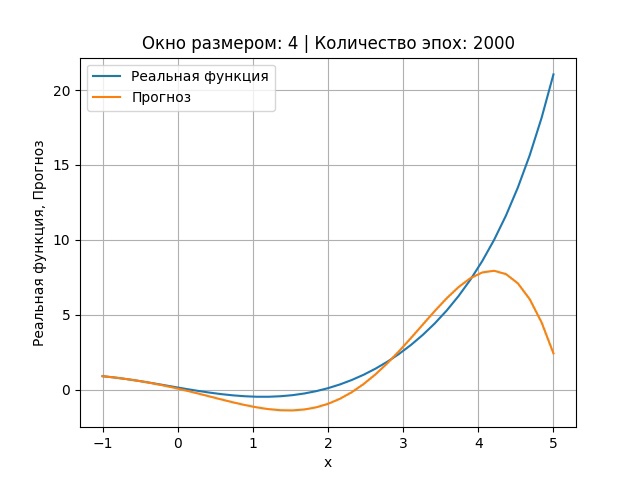 Окно размером: 4 | Количество эпох: 2000
Реальная функция
Прогноз
Реальная функция, Прогноз
20
15
10
5
0
−1 0 1 2 3 4 5
x